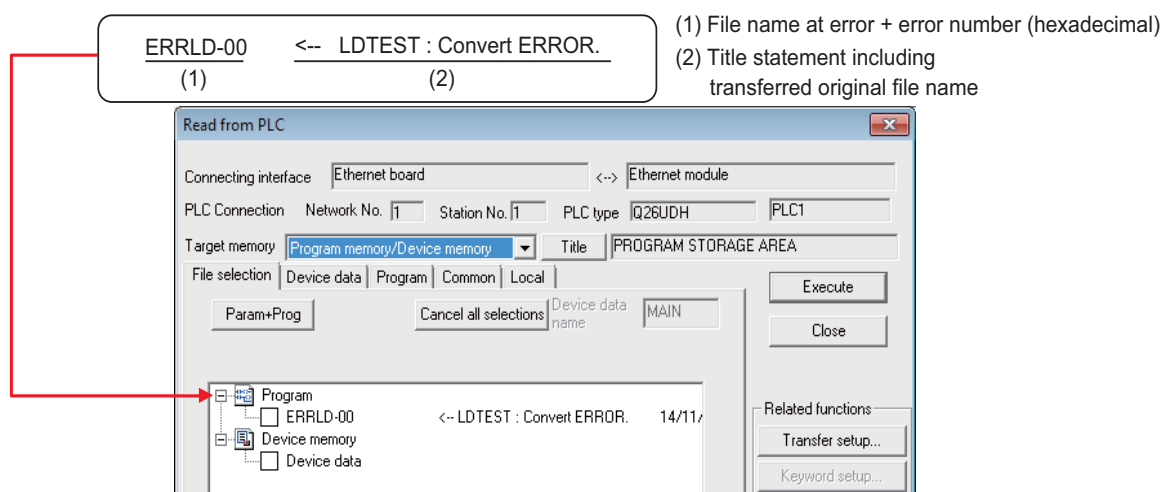 ERRLD-00 <-- LDTEST : Convert ERROR.
(1) (2)
(1) File name at error + error number (hexadecimal)
(2) Title statement including
transferred original file name
Read from PLC
Connecting interface Ethernet board <--> Ethernet module
PLC Connection Network No. 1 Station No. 1 PLC type Q26UDH PLC1
Target memory Program memory/Device memory Title PROGRAM STORAGE AREA
File selection Device data Program Common Local
Param+Prog Cancel all selections Device data
name MAIN
Execute
Close
Program
ERRLD-00 <-- LDTEST : Convert ERROR. 14/11/
Device memory
Device data
Related functions
Transfer setup...
Keyword setup...